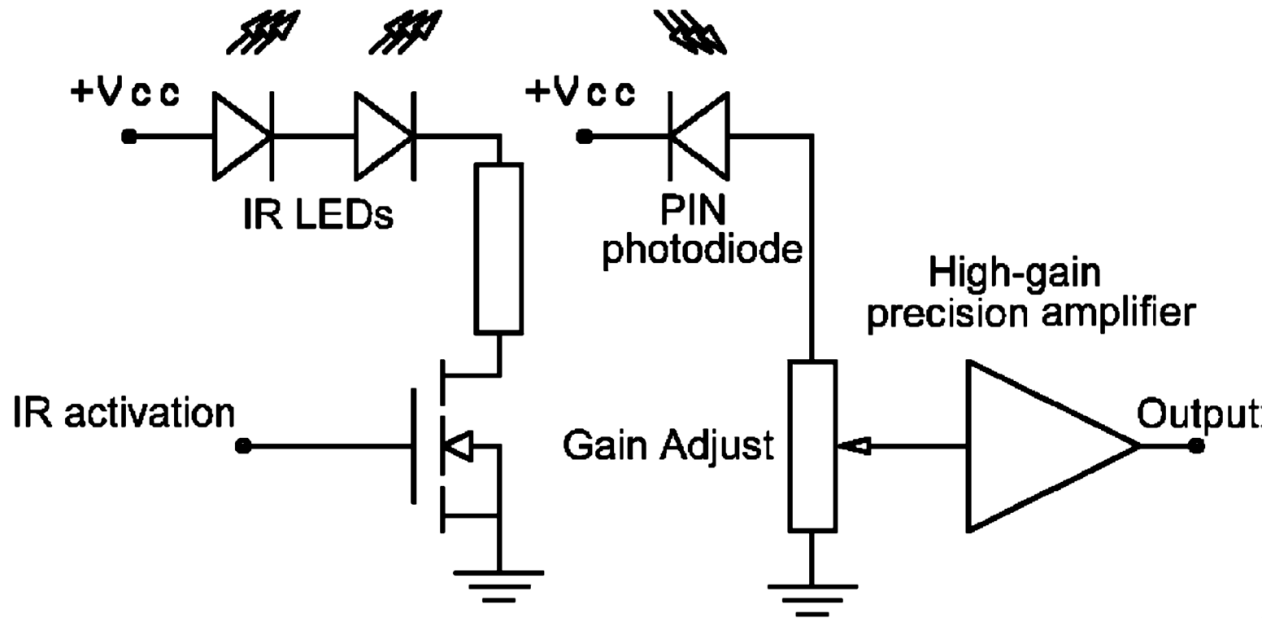 +Vcc
+Vcc
IR LEDs
PIN
photodiode
High-gain
precision amplifier
IR activation
Gain Adjust
Output